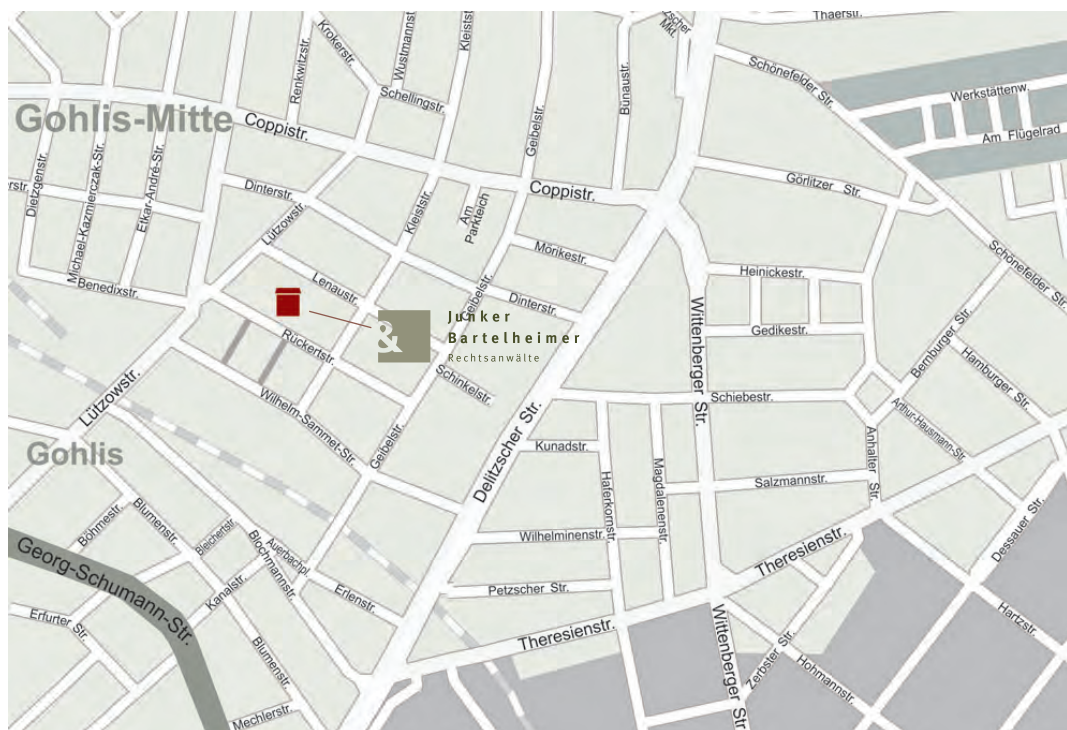 Thaerstr.
Krokerstr.
Renkwitzstr.
Wustmannstr.
Kleiststr.
Mkt.
Schönefelder Str.
Schellingstr.
Geibelstr.
Bünaustr.
Werkstättenw.
Am Flügelrad
Gohlis-Mitte
Coppistr.
Dietzgenstr.
Michael-Kazmierczak-Str.
Etkar-André-Str.
Dinterstr.
Lützowstr.
Kleiststr.
Am
Parkteich
Coppistr.
Görlitzer Str.
Mörikestr.
Schönefelder Str.
Benedixstr.
Lenaustr.
Geibelstr.
Dinterstr.
Heinickestr.
Wittenberger Str.
Gedikestr.
Bernburger Str.
Hamburger Str.
&
Junker
Bartelheimer
Rechtsanwälte
Rückertstr.
Schinkelstr.
Lützowstr.
Wilhelm-Sammet-Str.
Geibelstr.
Delitzscher Str.
Schiebestr.
Arthur-Hausmann-Str.
Anhalter Str.
Gohlis
Kunadstr.
Haferkornstr.
Magdalenenstr.
Salzmannstr.
Böhmestr.
Blumenstr.
Bleichertstr.
Blochmannstr.
Auerbachpl.
Wilhelminenstr.
Theresienstr.
Dessauer Str.
Georg-Schumann-Str.
Kanalstr.
Erlenstr.
Petzscher Str.
Erfurter Str.
Theresienstr.
Wittenberger Str.
Hartzstr.
Blumenstr.
Zerbster Str.
Hohmannstr.
Mechlerstr.